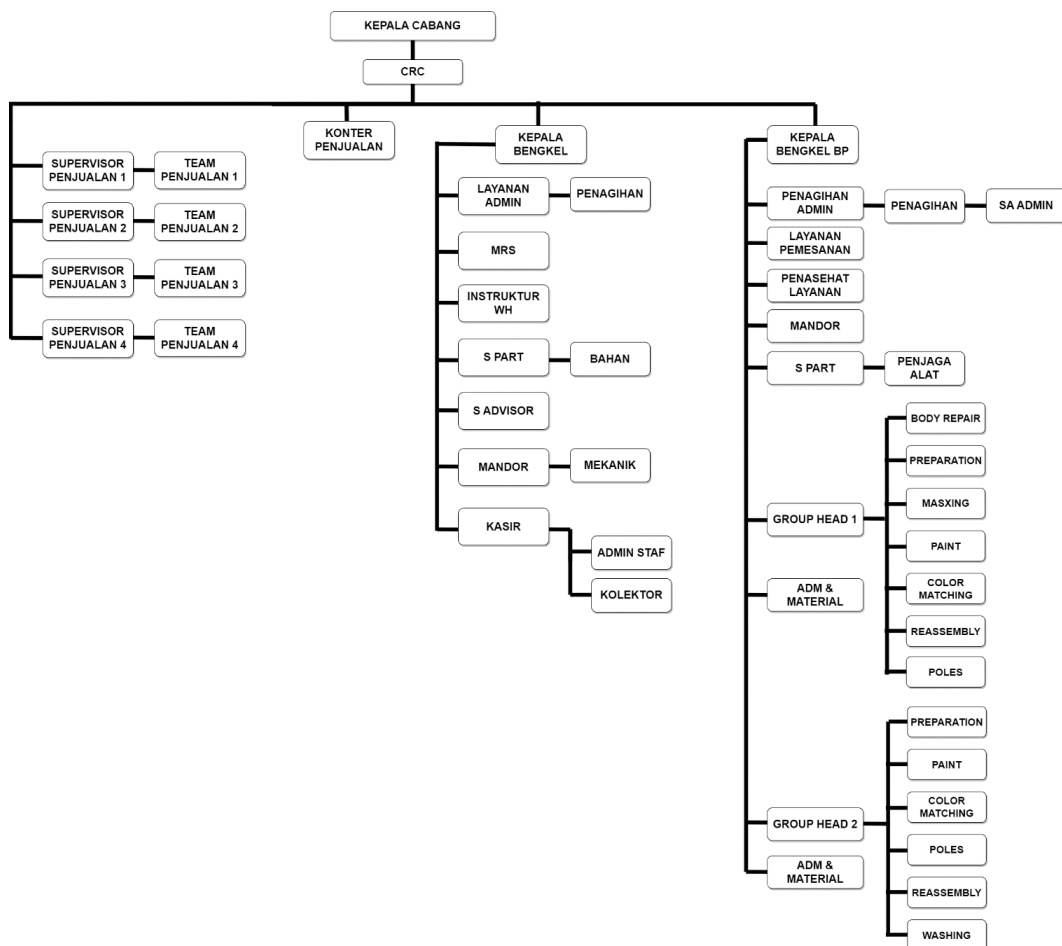 KEPALA CABANG
CRC
KONTER
PENJUALAN
KEPALA
BENGKEL
KEPALA
BENGKEL BP
SUPERVISOR
PENJUALAN 1
TEAM
PENJUALAN 1
SUPERVISOR
PENJUALAN 2
TEAM
PENJUALAN 2
SUPERVISOR
PENJUALAN 3
TEAM
PENJUALAN 3
SUPERVISOR
PENJUALAN 4
TEAM
PENJUALAN 4
LAYANAN
ADMIN
PENAGIHAN
MRS
INSTRUKTUR
WH
S PART
BAHAN
S ADVISOR
MANDOR
MEKANIK
KASIR
ADMIN STAF
KOLEKTOR
PENAGIHAN
ADMIN
PENAGIHAN
SA ADMIN
LAYANAN
PEMESANAN
PENASEHAT
LAYANAN
MANDOR
S PART
PENJAGA
ALAT
GROUP HEAD 1
BODY REPAIR
PREPARATION
MASXING
PAINT
COLOR
MATCHING
REASSEMBLY
POLES
ADM &
MATERIAL
GROUP HEAD 2
PREPARATION
PAINT
COLOR
MATCHING
POLES
REASSEMBLY
WASHING
ADM &
MATERIAL